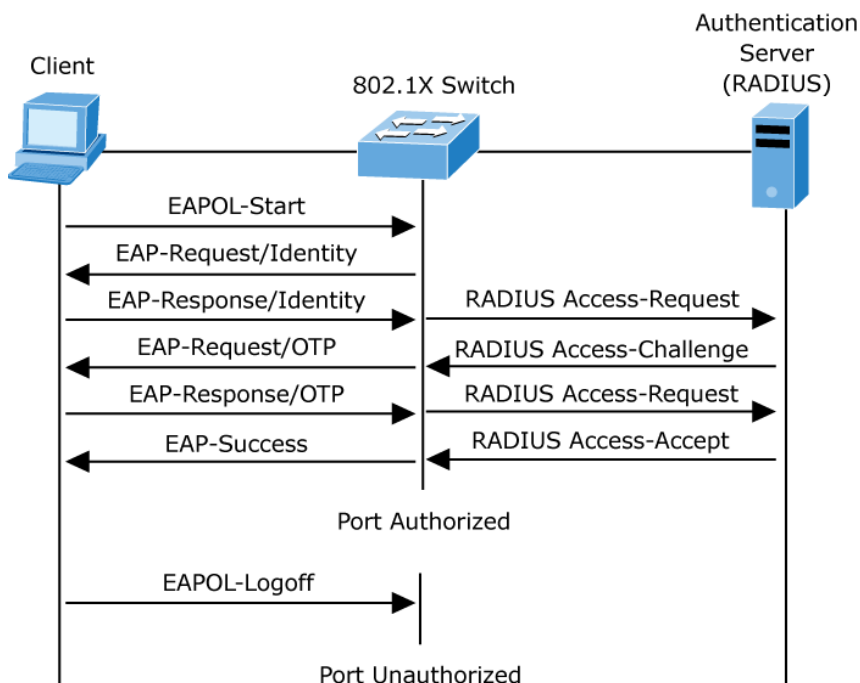 Authentication
Server
(RADIUS)
Client
802.1X Switch
EAPOL-Start
EAP-Request/Identity
EAP-Response/Identity
RADIUS Access-Request
EAP-Request/OTP
RADIUS Access-Challenge
EAP-Response/OTP
RADIUS Access-Request
EAP-Success
RADIUS Access-Accept
Port Authorized
EAPOL-Logoff
Port Unauthorized